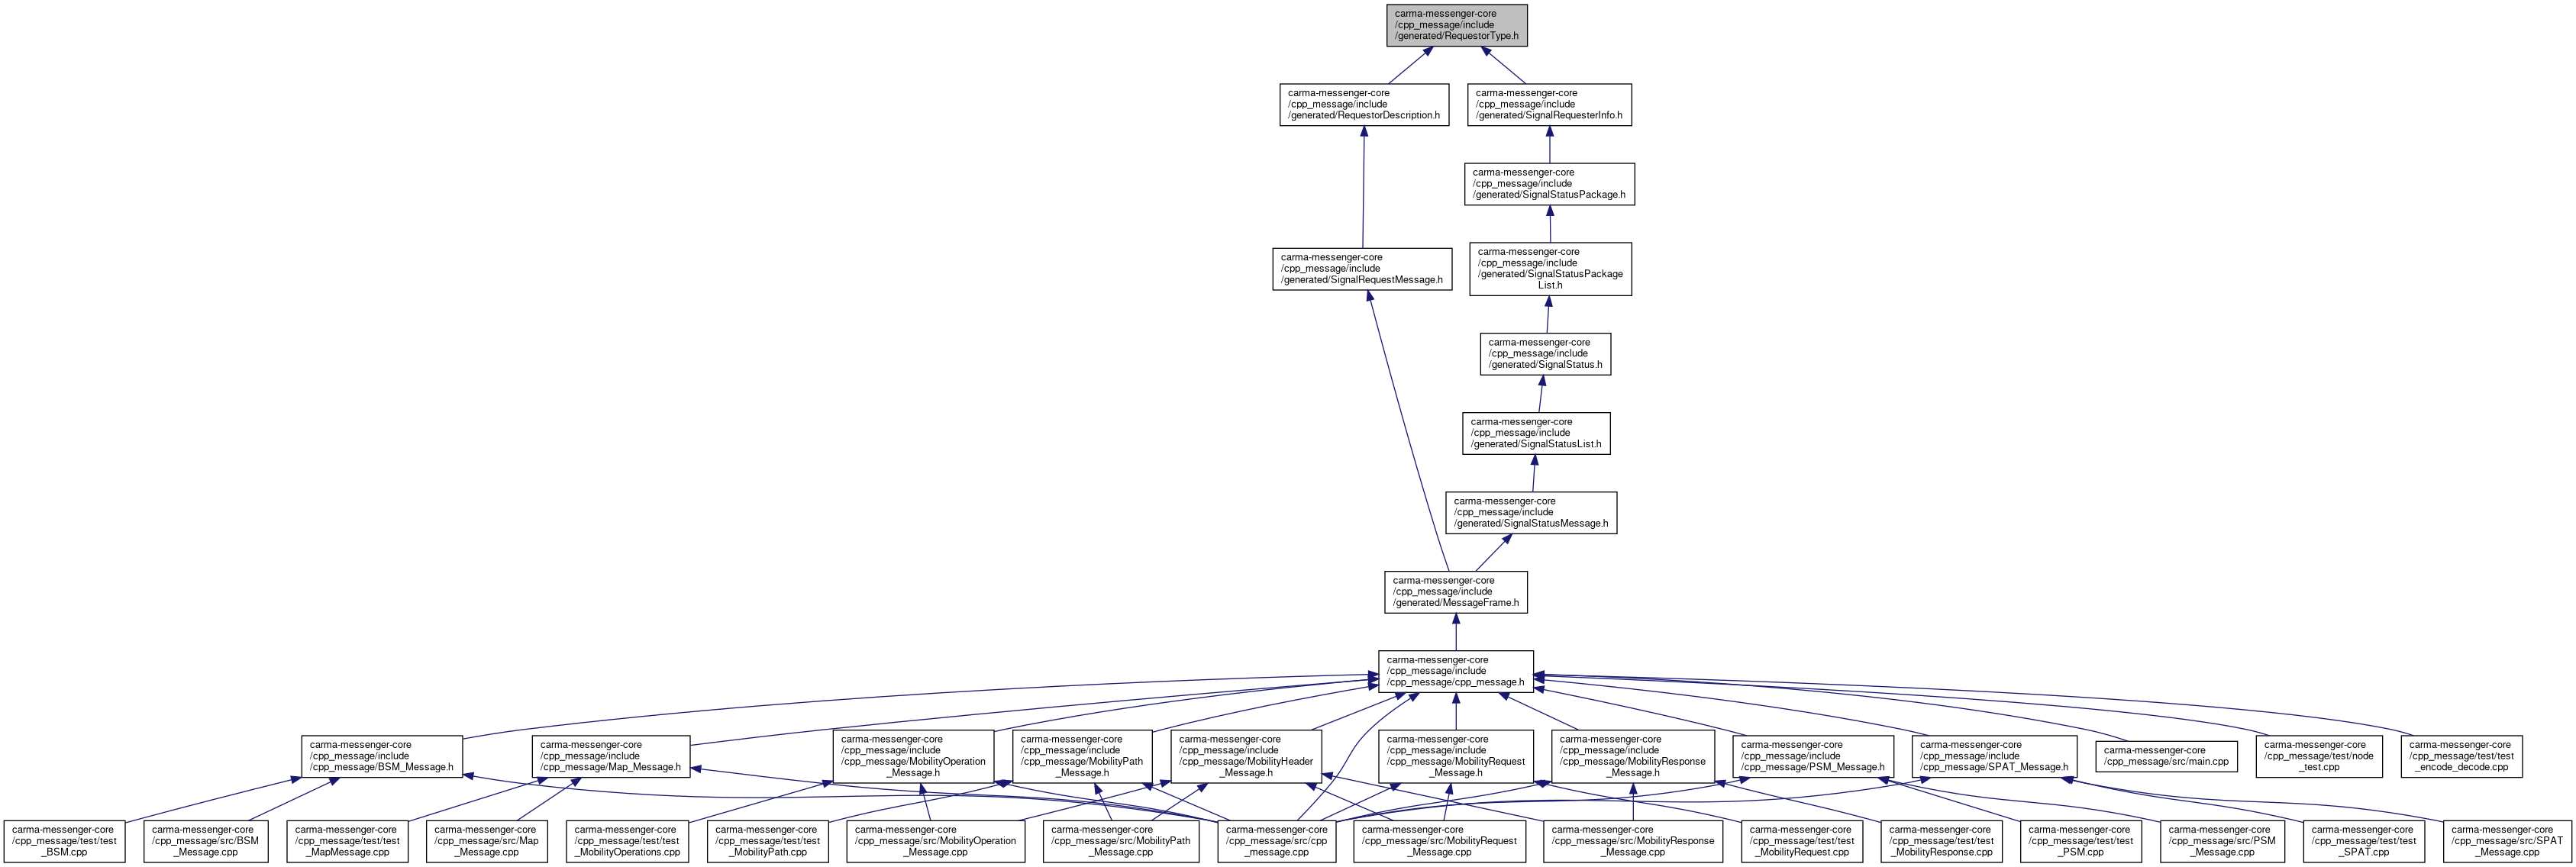 carma-messenger-core
/cpp_message/include
/generated/RequestorType.h
carma-messenger-core
/cpp_message/include
/generated/RequestorDescription.h
carma-messenger-core
/cpp_message/include
/generated/SignalRequesterInfo.h
carma-messenger-core
/cpp_message/include
/generated/SignalStatusPackage.h
carma-messenger-core
/cpp_message/include
/generated/SignalRequestMessage.h
carma-messenger-core
/cpp_message/include
/generated/SignalStatusPackage
List.h
carma-messenger-core
/cpp_message/include
/generated/SignalStatus.h
carma-messenger-core
/cpp_message/include
/generated/SignalStatusList.h
carma-messenger-core
/cpp_message/include
/generated/SignalStatusMessage.h
carma-messenger-core
/cpp_message/include
/generated/MessageFrame.h
carma-messenger-core
/cpp_message/include
/cpp_message/cpp_message.h
carma-messenger-core
/cpp_message/include
/cpp_message/BSM_Message.h
carma-messenger-core
/cpp_message/include
/cpp_message/Map_Message.h
carma-messenger-core
/cpp_message/include
/cpp_message/MobilityOperation
_Message.h
carma-messenger-core
/cpp_message/include
/cpp_message/MobilityPath
_Message.h
carma-messenger-core
/cpp_message/include
/cpp_message/MobilityHeader
_Message.h
carma-messenger-core
/cpp_message/include
/cpp_message/MobilityRequest
_Message.h
carma-messenger-core
/cpp_message/include
/cpp_message/MobilityResponse
_Message.h
carma-messenger-core
/cpp_message/include
/cpp_message/PSM_Message.h
carma-messenger-core
/cpp_message/include
/cpp_message/SPAT_Message.h
carma-messenger-core
/cpp_message/src/main.cpp
carma-messenger-core
/cpp_message/test/node
_test.cpp
carma-messenger-core
/cpp_message/test/test
_encode_decode.cpp
carma-messenger-core
/cpp_message/test/test
_BSM.cpp
carma-messenger-core
/cpp_message/src/BSM
_Message.cpp
carma-messenger-core
/cpp_message/test/test
_MapMessage.cpp
carma-messenger-core
/cpp_message/src/Map
_Message.cpp
carma-messenger-core
/cpp_message/test/test
_MobilityOperations.cpp
carma-messenger-core
/cpp_message/test/test
_MobilityPath.cpp
carma-messenger-core
/cpp_message/src/MobilityOperation
_Message.cpp
carma-messenger-core
/cpp_message/src/MobilityPath
_Message.cpp
carma-messenger-core
/cpp_message/src/cpp
_message.cpp
carma-messenger-core
/cpp_message/src/MobilityRequest
_Message.cpp
carma-messenger-core
/cpp_message/src/MobilityResponse
_Message.cpp
carma-messenger-core
/cpp_message/test/test
_MobilityRequest.cpp
carma-messenger-core
/cpp_message/test/test
_MobilityResponse.cpp
carma-messenger-core
/cpp_message/test/test
_PSM.cpp
carma-messenger-core
/cpp_message/src/PSM
_Message.cpp
carma-messenger-core
/cpp_message/test/test
_SPAT.cpp
carma-messenger-core
/cpp_message/src/SPAT
_Message.cpp